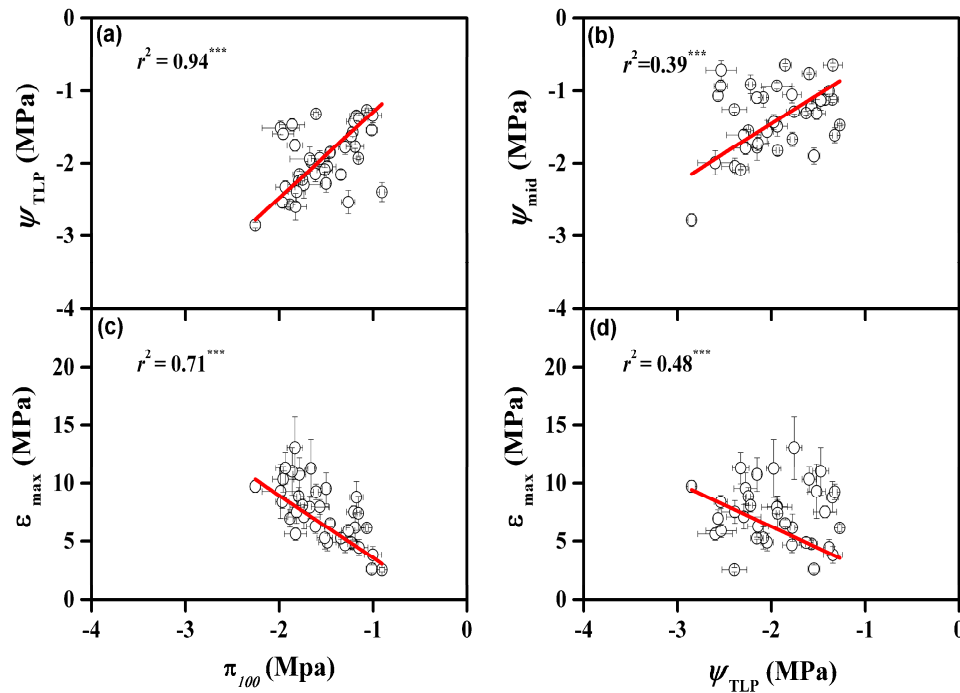 (a)
r² = 0.94***
0
-1
-2
-3
-4
ψTLP (MPa)
(b)
r²=0.39***
0
-1
-2
-3
-4
ψmid (MPa)
(c)
r² = 0.71***
20
15
10
5
0
ε max (MPa)
-4 -3 -2 -1 0
π100 (Mpa)
(d)
r² = 0.48***
20
15
10
5
0
ε max (MPa)
-4 -3 -2 -1 0
ψTLP (MPa)